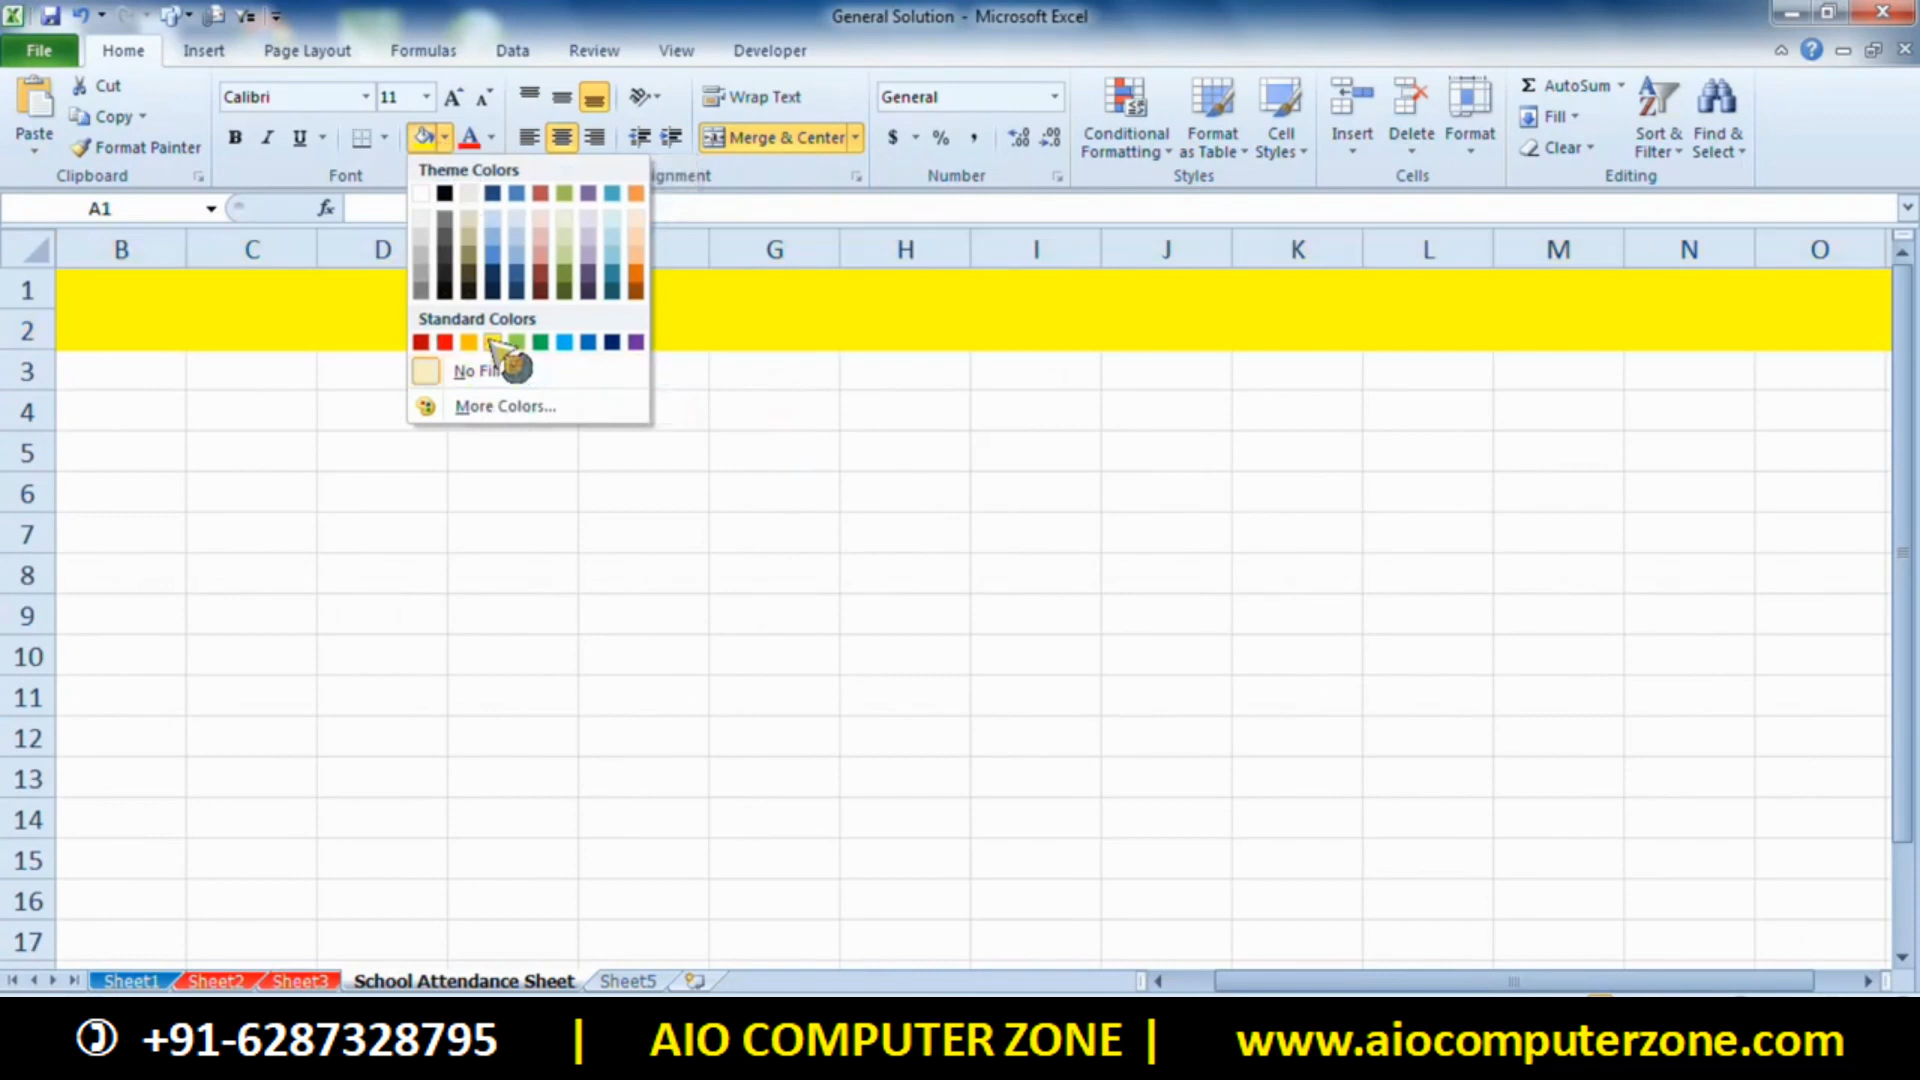 General Solution - Microsoft Excel
File Home Insert Page Layout Formulas Data Review View Developer
Paste Cut Copy Format Painter Clipboard
Calibri 11 B I U Font
Wrap Text Merge & Center
General $ % , Number
Conditional Formatting Format as Table Cell Styles Styles
Insert Delete Format Cells
Σ AutoSum Fill Clear Sort & Filter Find & Select Editing
Theme Colors
Standard Colors
More Colors...
A1 fx
B C D G H I J K L M N O
1
2
3
4
5
6
7
8
9
10
11
12
13
14
15
16
17
Sheet1 Sheet2 Sheet3 School Attendance Sheet Sheet5
+91-6287328795 | AIO COMPUTER ZONE | www.aiocomputerzone.com